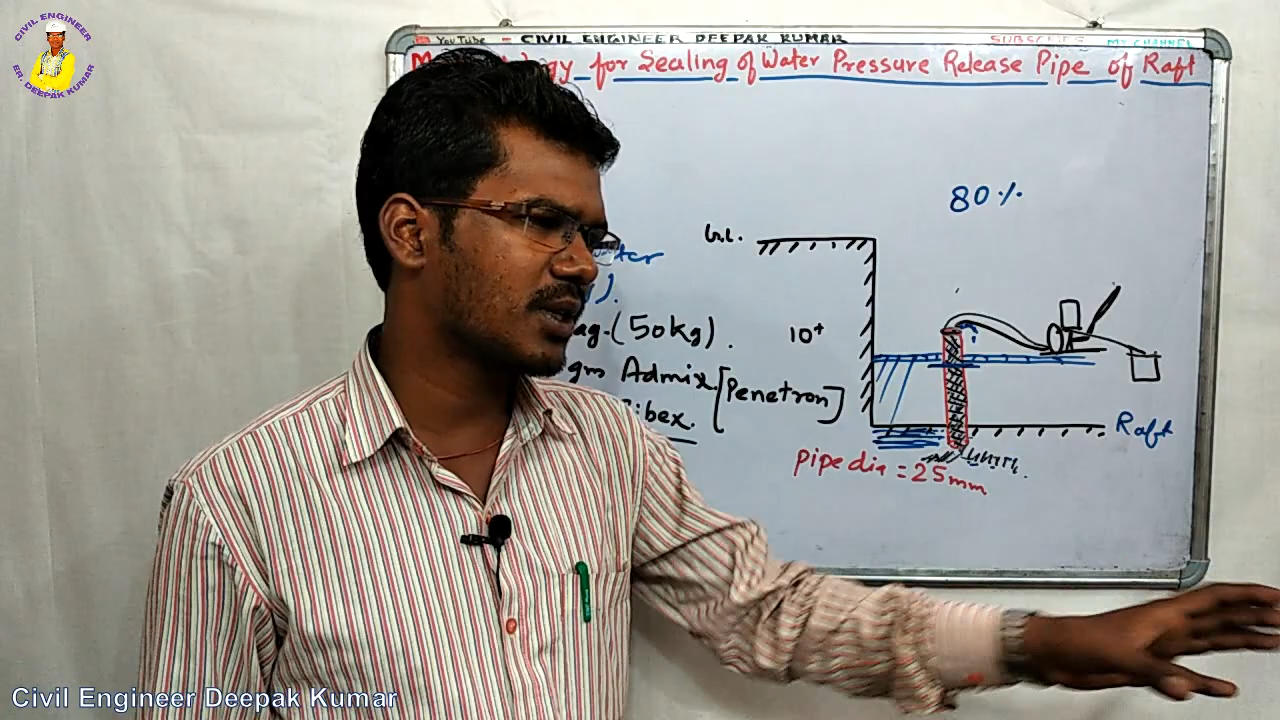 CIVIL ENGINEER
ER. DEEPAK KUMAR
YouTube - CIVIL ENGINEER DEEPAK KUMAR SUBSCRIBE MY CHANNEL
for Sealing of Water Pressure Release Pipe of Raft
80 %
G.L.
(50kg).
10+
Admix. [Penetron]
Raft
pipe dia = 25mm
Civil Engineer Deepak Kumar